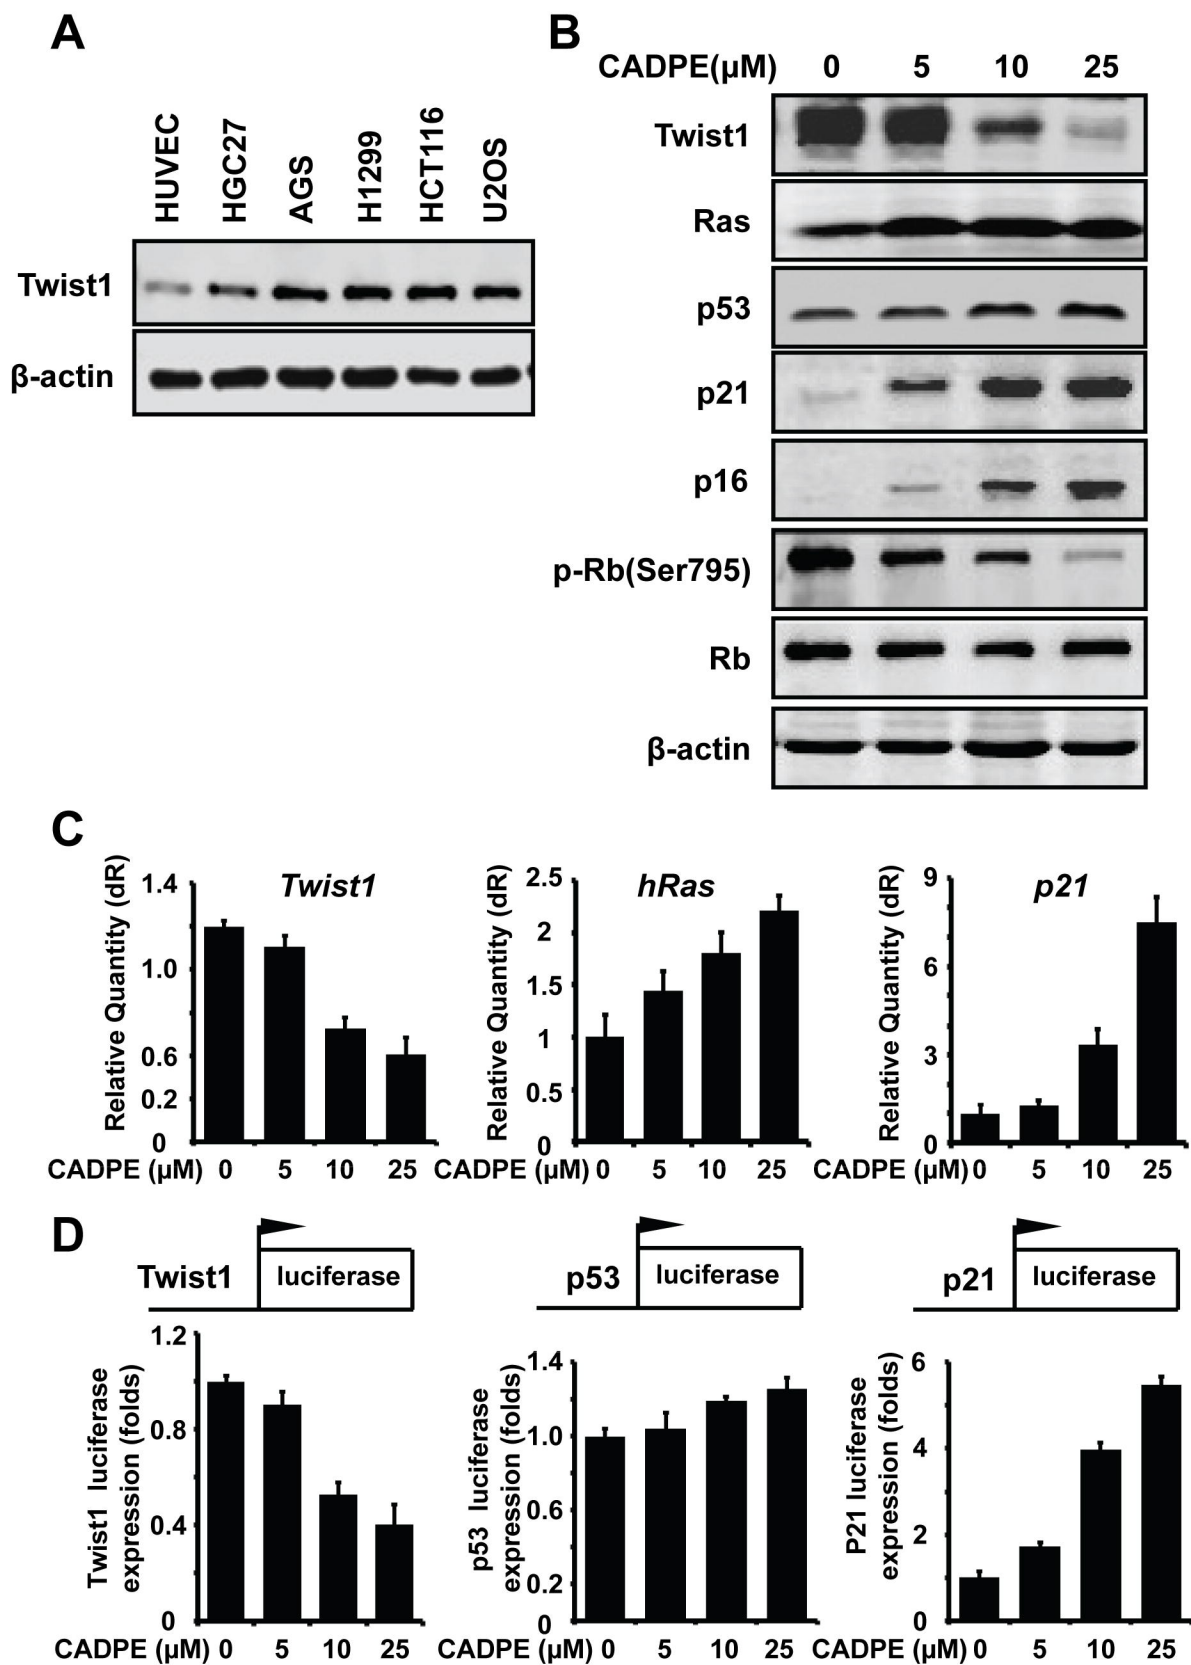 A
HUVEC
HGC27
AGS
H1299
HCT116
U2OS
Twist1
β-actin
B
CADPE(μM) 0 5 10 25
Twist1
Ras
p53
p21
p16
p-Rb(Ser795)
Rb
β-actin
C
Twist1
Relative Quantity (dR)
1.4
1.0
0.6
0.2
0
CADPE (μM) 0 5 10 25
hRas
Relative Quantity (dR)
2.5
2
1.5
1
0.5
0
CADPE (μM) 0 5 10 25
p21
Relative Quantity (dR)
9
6
3
0
CADPE (μM) 0 5 10 25
D
Twist1 luciferase
Twist1 luciferase
expression (folds)
1.2
0.8
0.4
0
CADPE (μM) 0 5 10 25
p53 luciferase
p53 luciferase
expression (folds)
1.4
1.0
0.6
0.2
0
CADPE (μM) 0 5 10 25
p21 luciferase
P21 luciferase
expression (folds)
6
4
2
0
CADPE (μM) 0 5 10 25